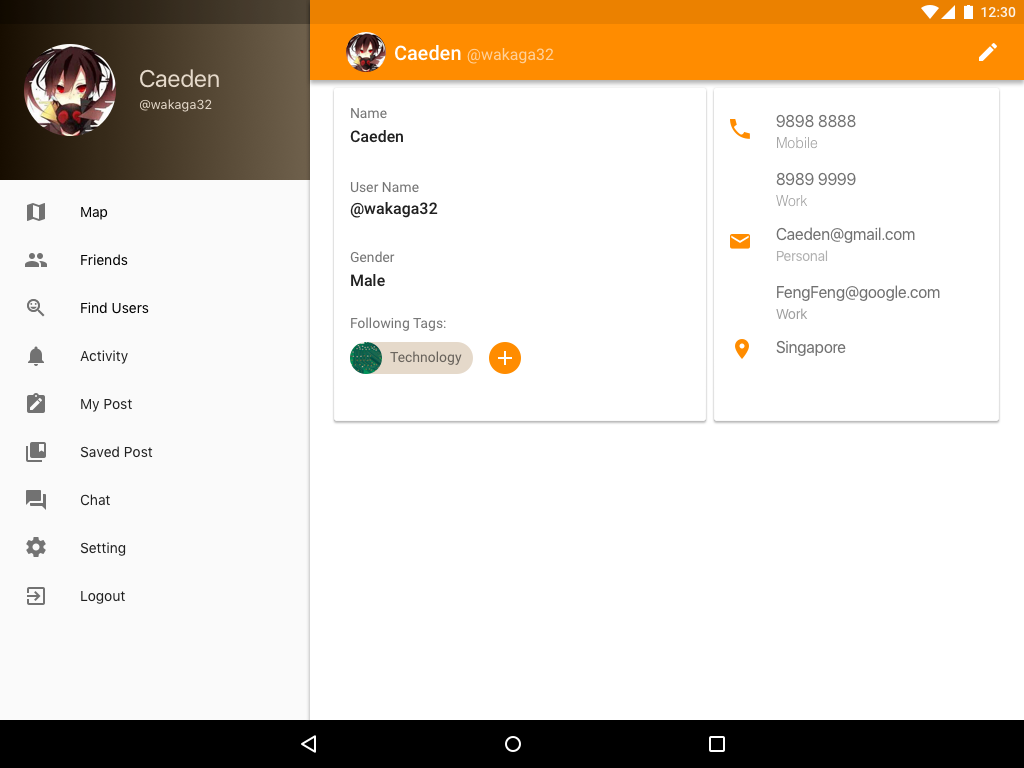 12:30
Caeden
@wakaga32
Map
Friends
Find Users
Activity
My Post
Saved Post
Chat
Setting
Logout
Caeden @wakaga32
Name
Caeden
User Name
@wakaga32
Gender
Male
Following Tags:
Technology
9898 8888
Mobile
8989 9999
Work
Caeden@gmail.com
Personal
FengFeng@google.com
Work
Singapore